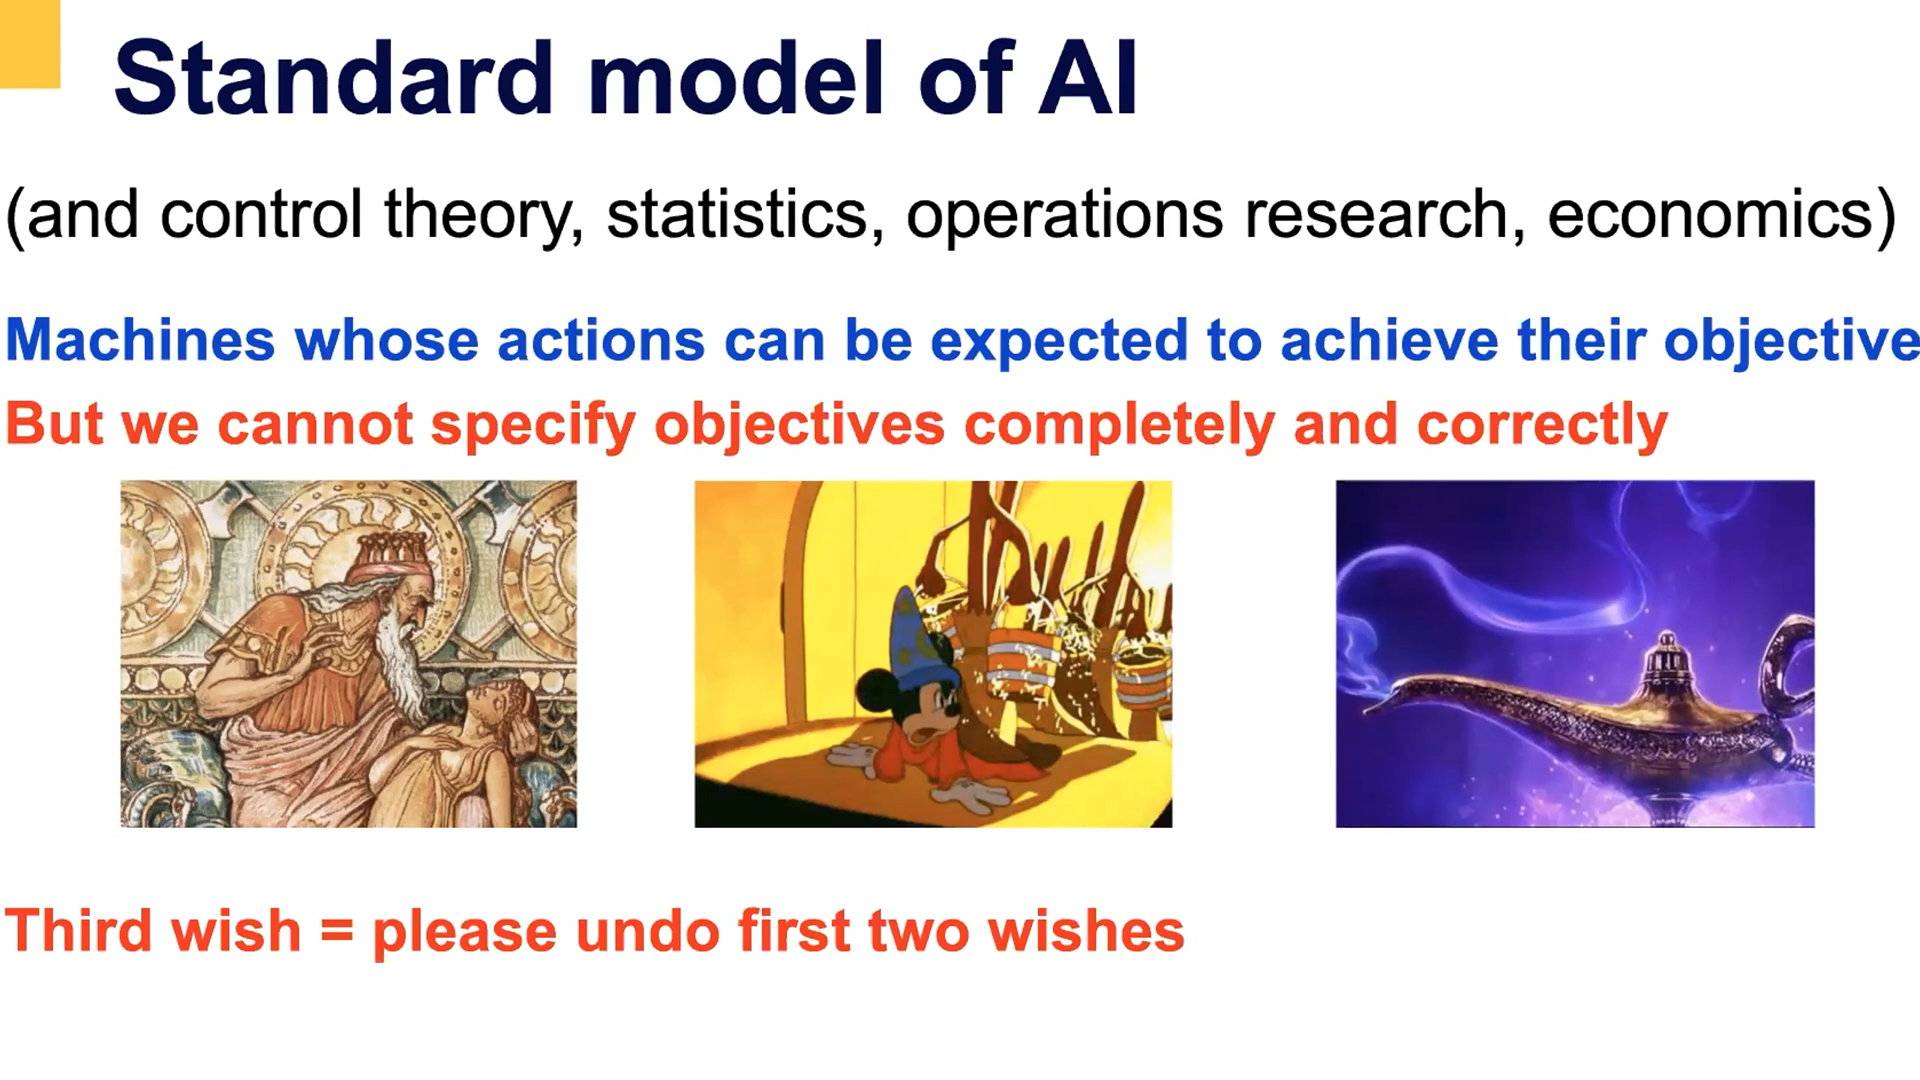 Standard model of AI
(and control theory, statistics, operations research, economics)
Machines whose actions can be expected to achieve their objective
But we cannot specify objectives completely and correctly
Third wish = please undo first two wishes